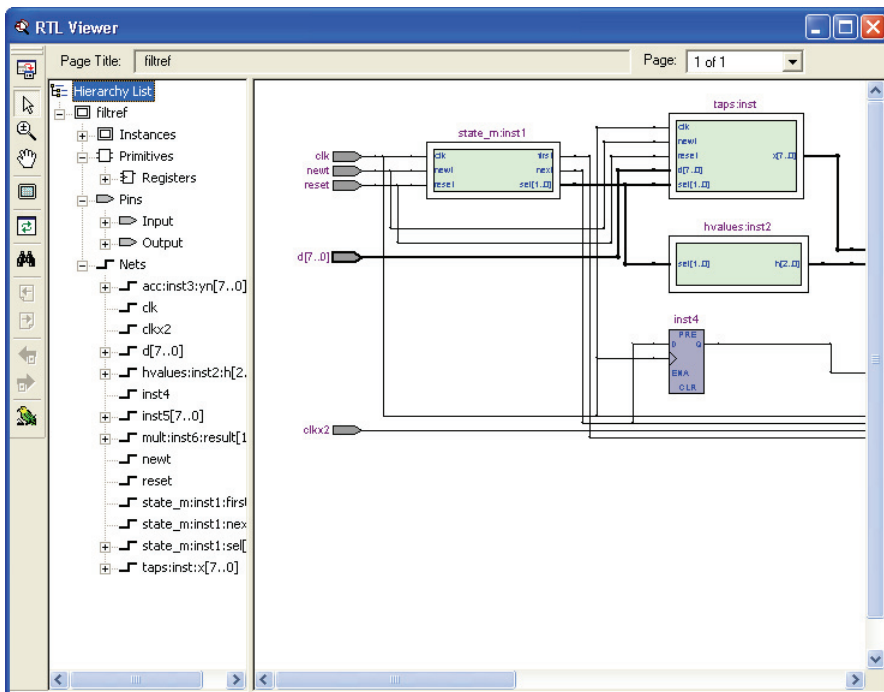 RTL Viewer
Page Title: filtref
Page: 1 of 1
Hierarchy List
filtref
Instances
Primitives
Registers
Pins
Input
Output
Nets
acc:inst3:yn[7..0]
clk
clkx2
d[7..0]
hvalues:inst2:h[2.
inst4
inst5[7..0]
mult:inst6:result[1
newt
reset
state_m:inst1:first
state_m:inst1:nex
state_m:inst1:sel[
taps:inst:x[7..0]
clk
newt
reset
d[7..0]
clkx2
state_m:inst1
clk first
newt next
reset sel[1..0]
taps:inst
clk
newt
reset x[7..0]
d[7..0]
sel[1..0]
hvalues:inst2
sel[1..0] h[2..0]
inst4
PRE
D Q
ENA
CLR